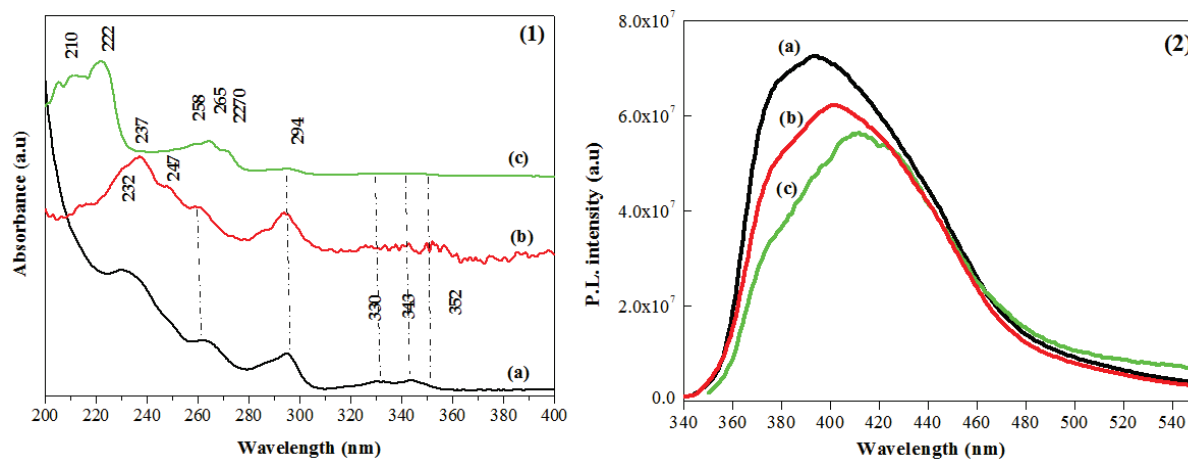 (1)
210
222
258
265
2270
237
294
247
232
(c)
(b)
330
343
352
(a)
200 220 240 260 280 300 320 340 360 380 400
Wavelength (nm)
Absorbance (a.u)
(2)
8.0x10⁷
6.0x10⁷
4.0x10⁷
2.0x10⁷
0.0
(a)
(b)
(c)
340 360 380 400 420 440 460 480 500 520 540
Wavelength (nm)
P.L. intensity (a.u)